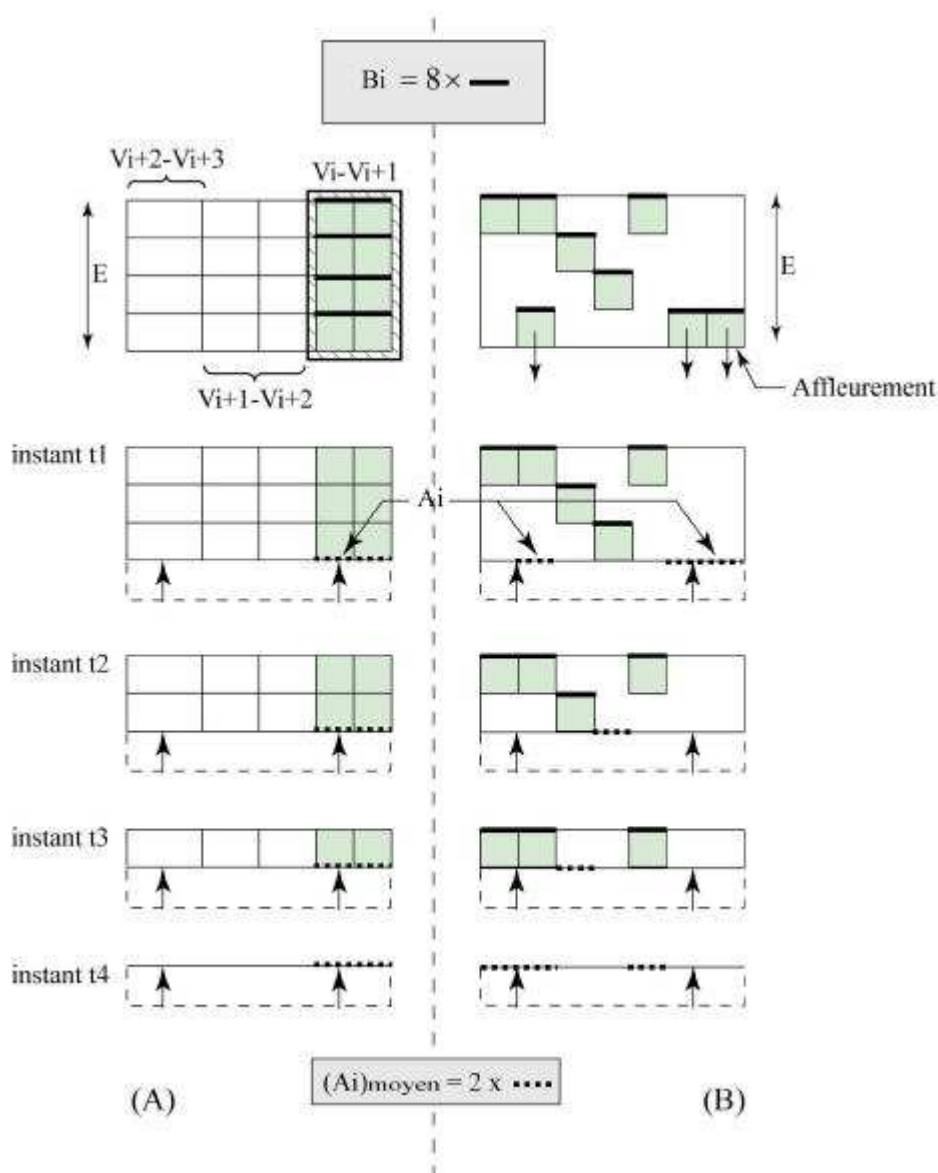 Bi = 8×
Vi+2-Vi+3
Vi-Vi+1
E
E
Vi+1-Vi+2
Affleurement
instant t1
Ai
instant t2
instant t3
instant t4
(Ai)moyen = 2 x
(A)
(B)